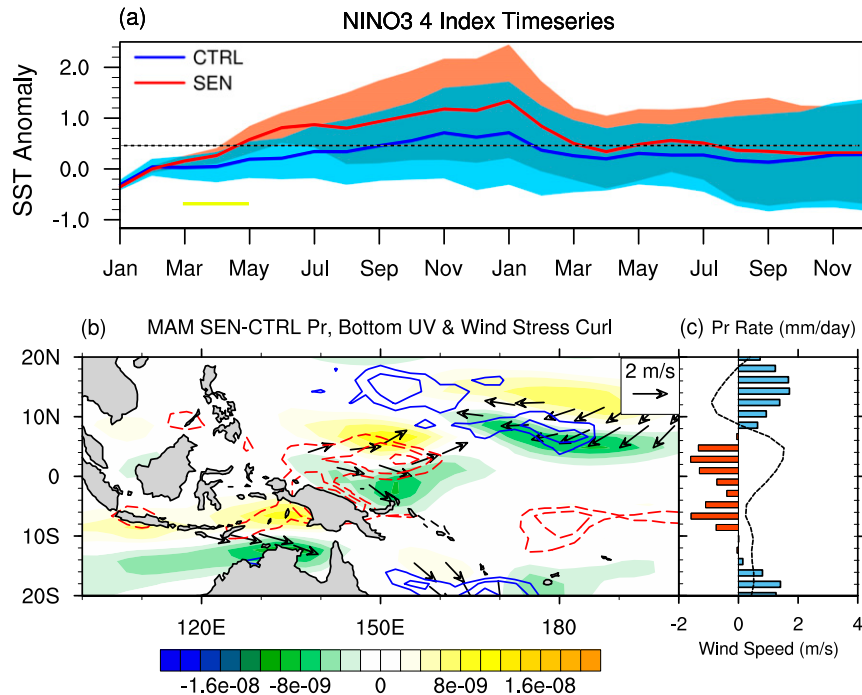 (a) NINO3 4 Index Timeseries
SST Anomaly
2.0
1.0
0.0
-1.0
CTRL
SEN
Jan Mar May Jul Sep Nov Jan Mar May Jul Sep Nov
(b) MAM SEN-CTRL Pr, Bottom UV & Wind Stress Curl
(c) Pr Rate (mm/day)
20N
10N
0
10S
20S
2 m/s
120E 150E 180
-2 0 2 4
Wind Speed (m/s)
-1.6e-08 -8e-09 0 8e-09 1.6e-08